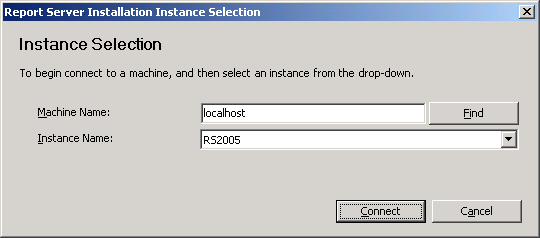 Report Server Installation Instance Selection
Instance Selection
To begin connect to a machine, and then select an instance from the drop-down.
Machine Name: localhost Find
Instance Name: RS2005
Connect Cancel